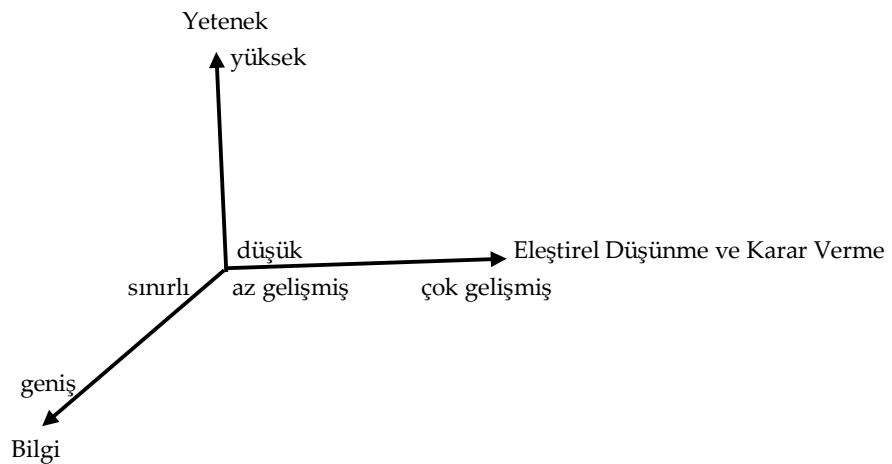 Yetenek
yüksek
düşük
Eleştirel Düşünme ve Karar Verme
sınırlı
az gelişmiş
çok gelişmiş
geniş
Bilgi